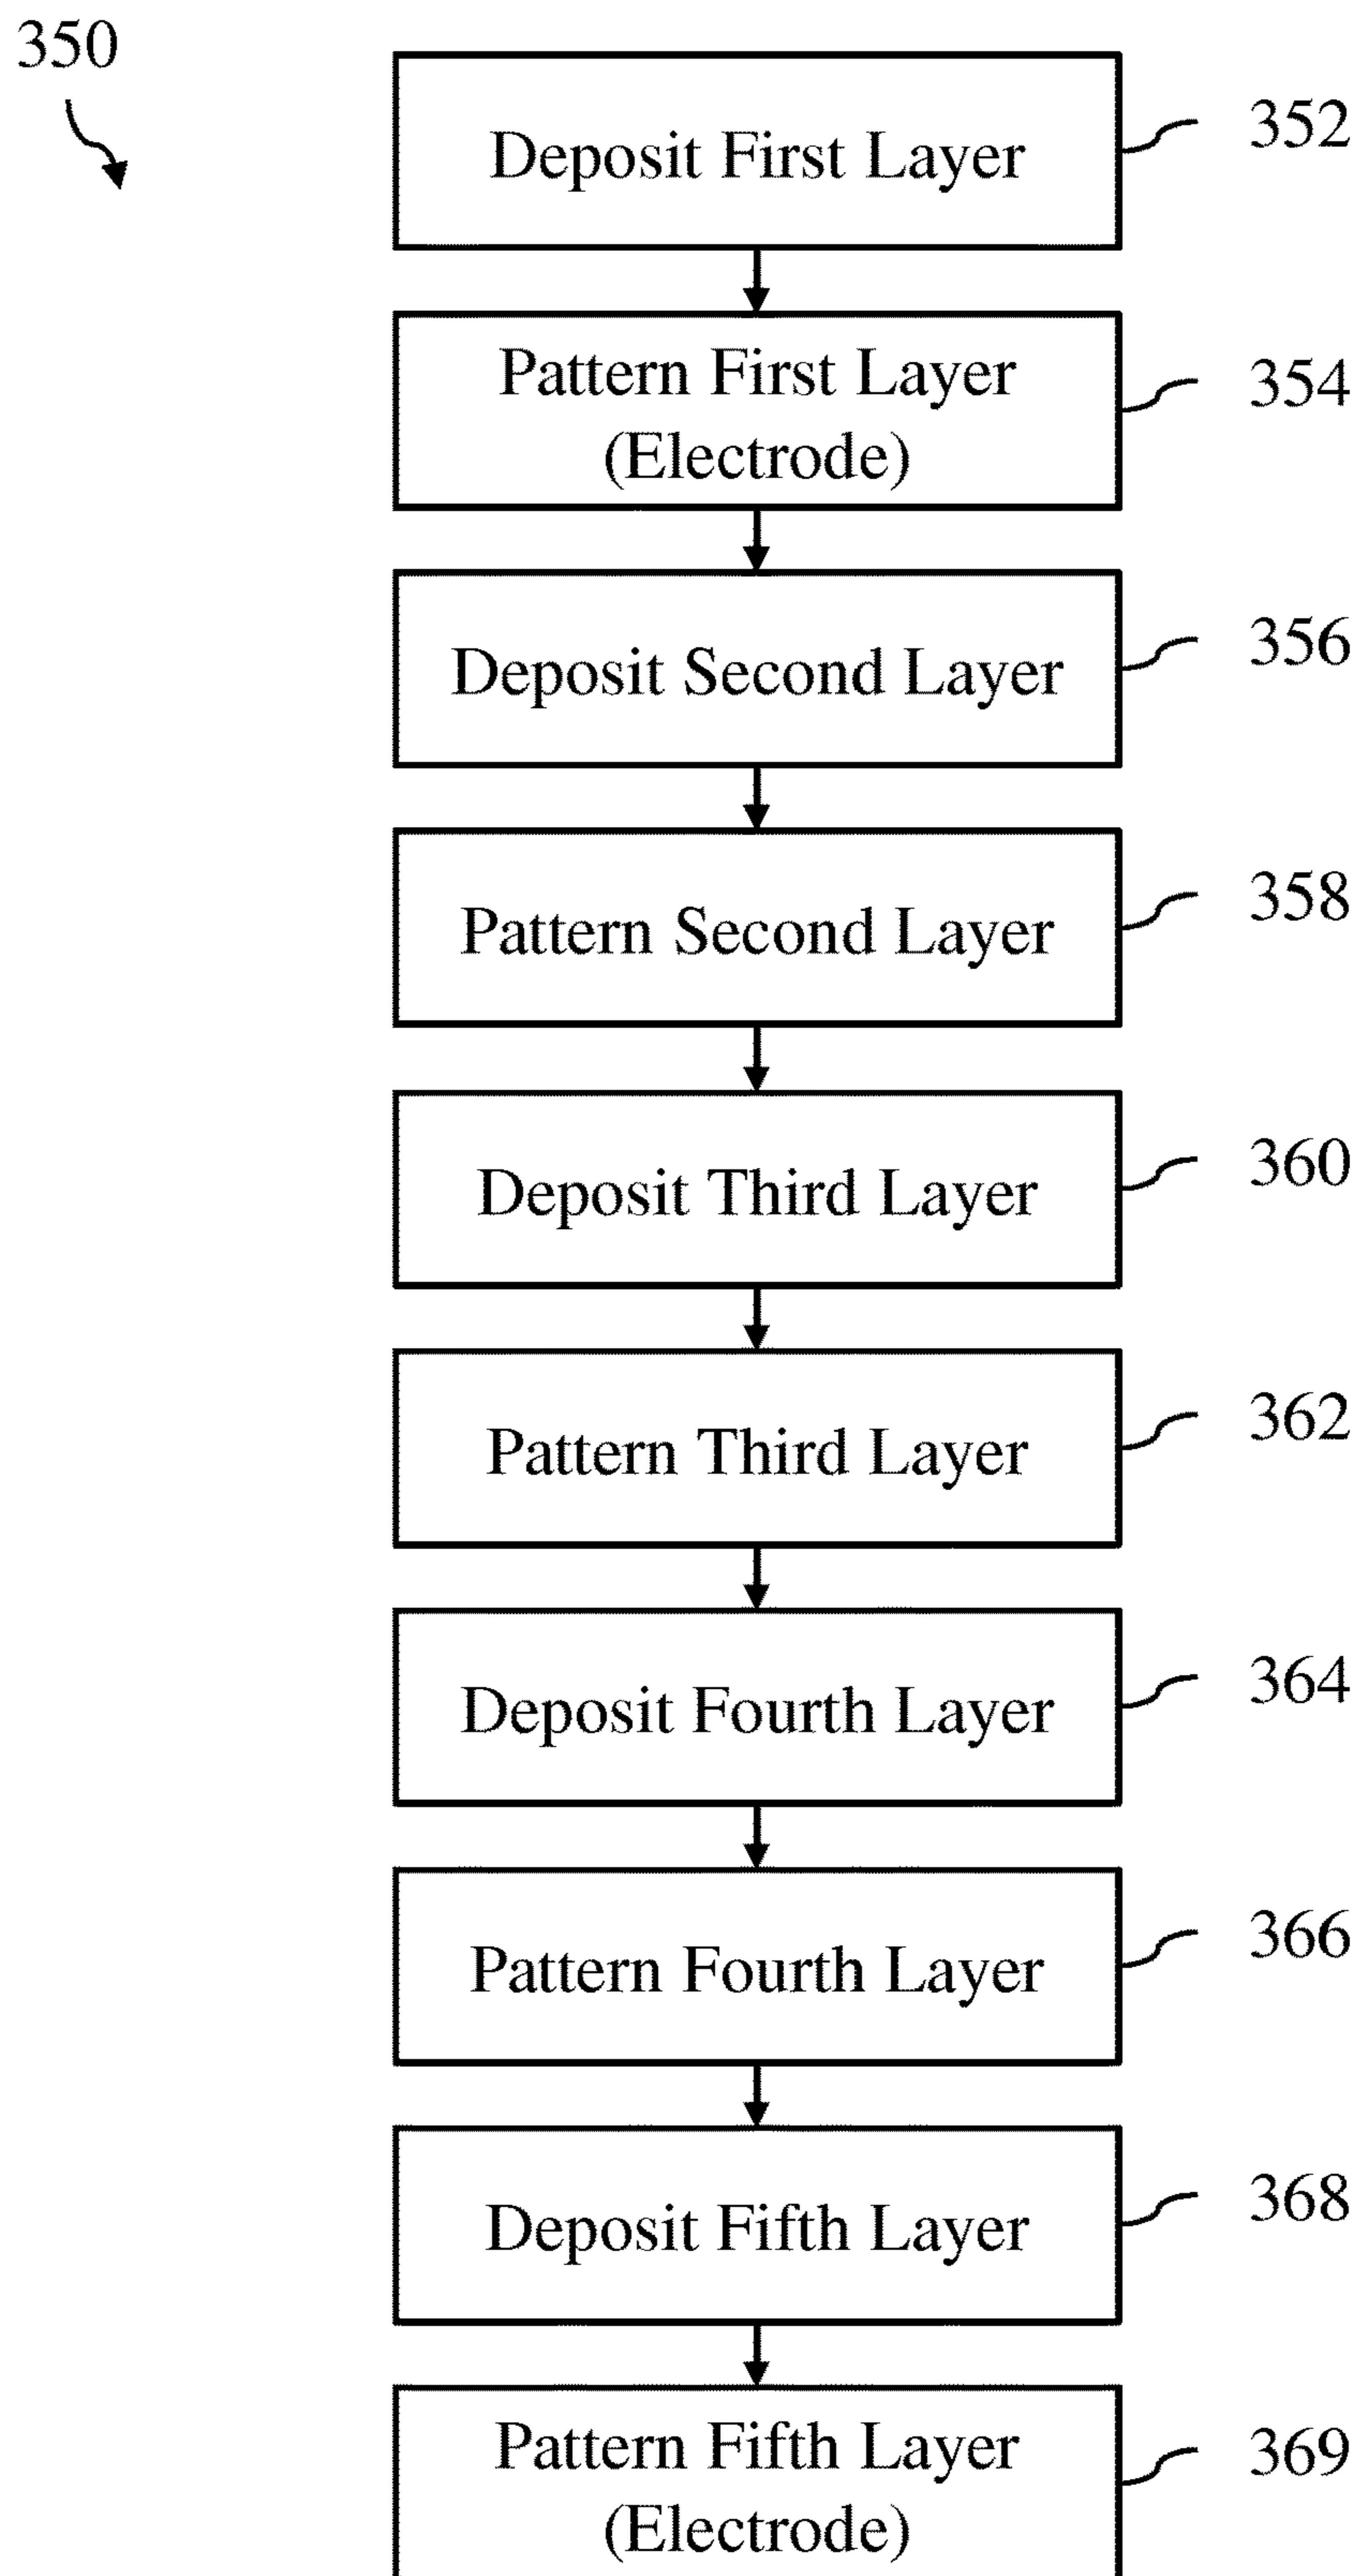 350
Deposit First Layer
352
Pattern First Layer
(Electrode)
354
Deposit Second Layer
356
Pattern Second Layer
358
Deposit Third Layer
360
Pattern Third Layer
362
Deposit Fourth Layer
364
Pattern Fourth Layer
366
Deposit Fifth Layer
368
Pattern Fifth Layer
(Electrode)
369